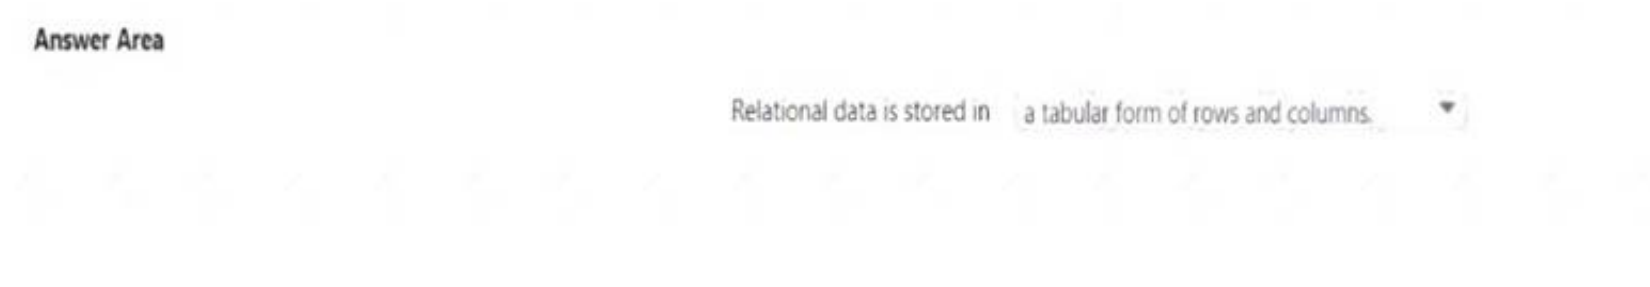 Answer Area
Relational data is stored in a tabular form of rows and columns.